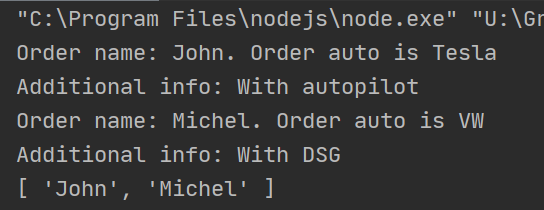 "C:\Program Files\nodejs\node.exe" "U:\Gr
Order name: John. Order auto is Tesla
Additional info: With autopilot
Order name: Michel. Order auto is VW
Additional info: With DSG
[ 'John', 'Michel' ]